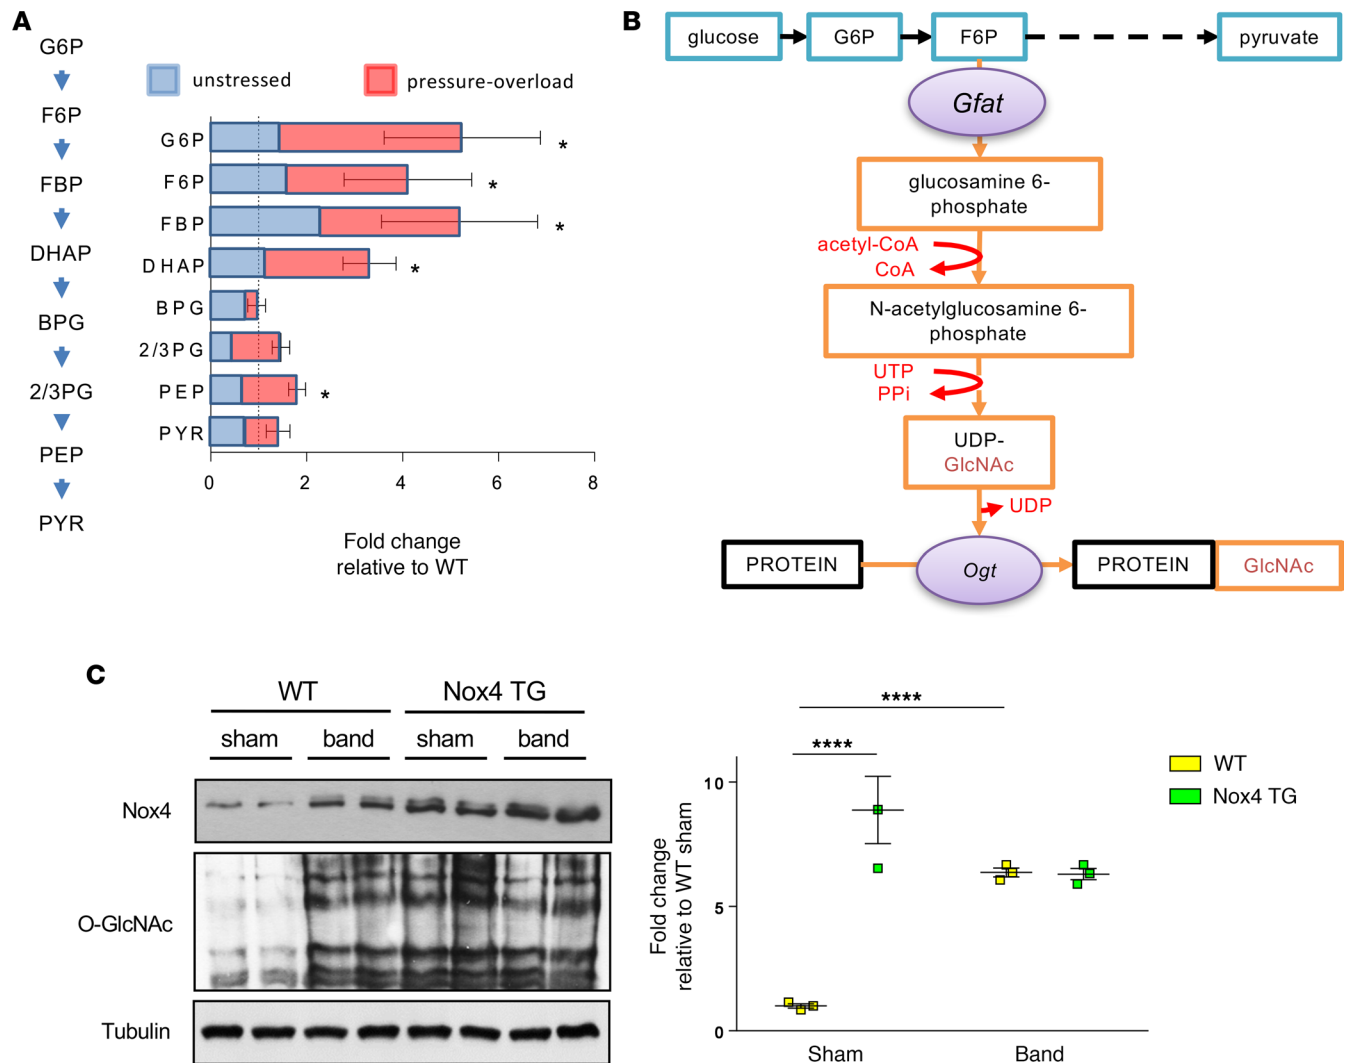 A
G6P
F6P
FBP
DHAP
BPG
2/3PG
PEP
PYR
unstressed
pressure-overload
G6P
*
F6P
*
FBP
*
DHAP
*
BPG
2/3PG
PEP
*
PYR
0 2 4 6 8
Fold change
relative to WT
B
glucose
G6P
F6P
pyruvate
Gfat
glucosamine 6-
phosphate
acetyl-CoA
CoA
N-acetylglucosamine 6-
phosphate
UTP
PPi
UDP-
GlcNAc
UDP
PROTEIN
Ogt
PROTEIN
GlcNAc
C
WT
Nox4 TG
sham
band
sham
band
Nox4
O-GlcNAc
Tubulin
****
****
WT
Nox4 TG
10
5
0
Fold change
relative to WT sham
Sham
Band